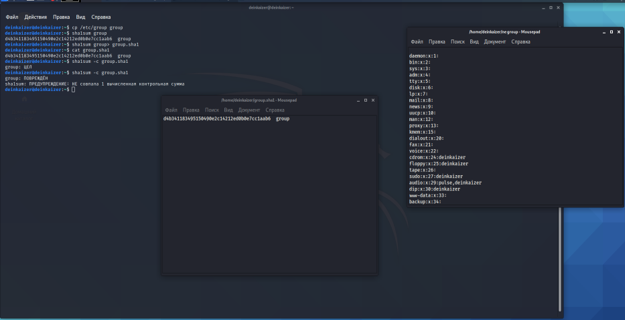 deinkaizer@deinkaizer: ~
Файл Действия Правка Вид Справка
deinkaizer@deinkaizer:~$ cp /etc/group group
deinkaizer@deinkaizer:~$ sha1sum group
group
deinkaizer@deinkaizer:~$ sha1sum group> group.sha1
deinkaizer@deinkaizer:~$ cat group.sha1
group
deinkaizer@deinkaizer:~$ sha1sum -c group.sha1
group: ЦЕЛ
deinkaizer@deinkaizer:~$ sha1sum -c group.sha1
group: ПОВРЕЖДЁН
sha1sum: ПРЕДУПРЕЖДЕНИЕ: НЕ совпала 1 вычисленная контрольная сумма
deinkaizer@deinkaizer:~$
/home/deinkaizer/group.sha1 - Mousepad
Файл Правка Поиск Вид Документ Справка
group
/home/deinkaizer/group - Mousepad
Файл Правка Поиск Вид Документ Справка
daemon:x:1:
bin:x:2:
sys:x:3:
adm:x:4:
tty:x:5:
disk:x:6:
lp:x:7:
mail:x:8:
news:x:9:
uucp:x:10:
man:x:12:
proxy:x:13:
kmem:x:15:
dialout:x:20:
fax:x:21:
voice:x:22:
cdrom:x:24:deinkaizer
floppy:x:25:deinkaizer
tape:x:26:
sudo:x:27:deinkaizer
audio:x:29:pulse,deinkaizer
dip:x:30:deinkaizer
www-data:x:33:
backup:x:34: